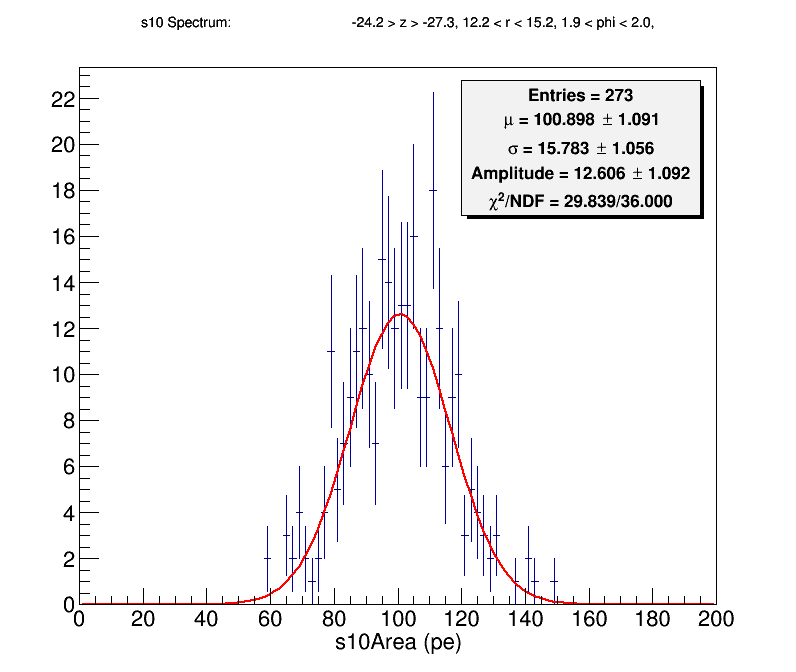 s10 Spectrum: -24.2 > z > -27.3, 12.2 < r < 15.2, 1.9 < phi < 2.0,
Entries = 273
μ = 100.898 ± 1.091
σ = 15.783 ± 1.056
Amplitude = 12.606 ± 1.092
χ²/NDF = 29.839/36.000
22
20
18
16
14
12
10
8
6
4
2
0
0 20 40 60 80 100 120 140 160 180 200
s10Area (pe)